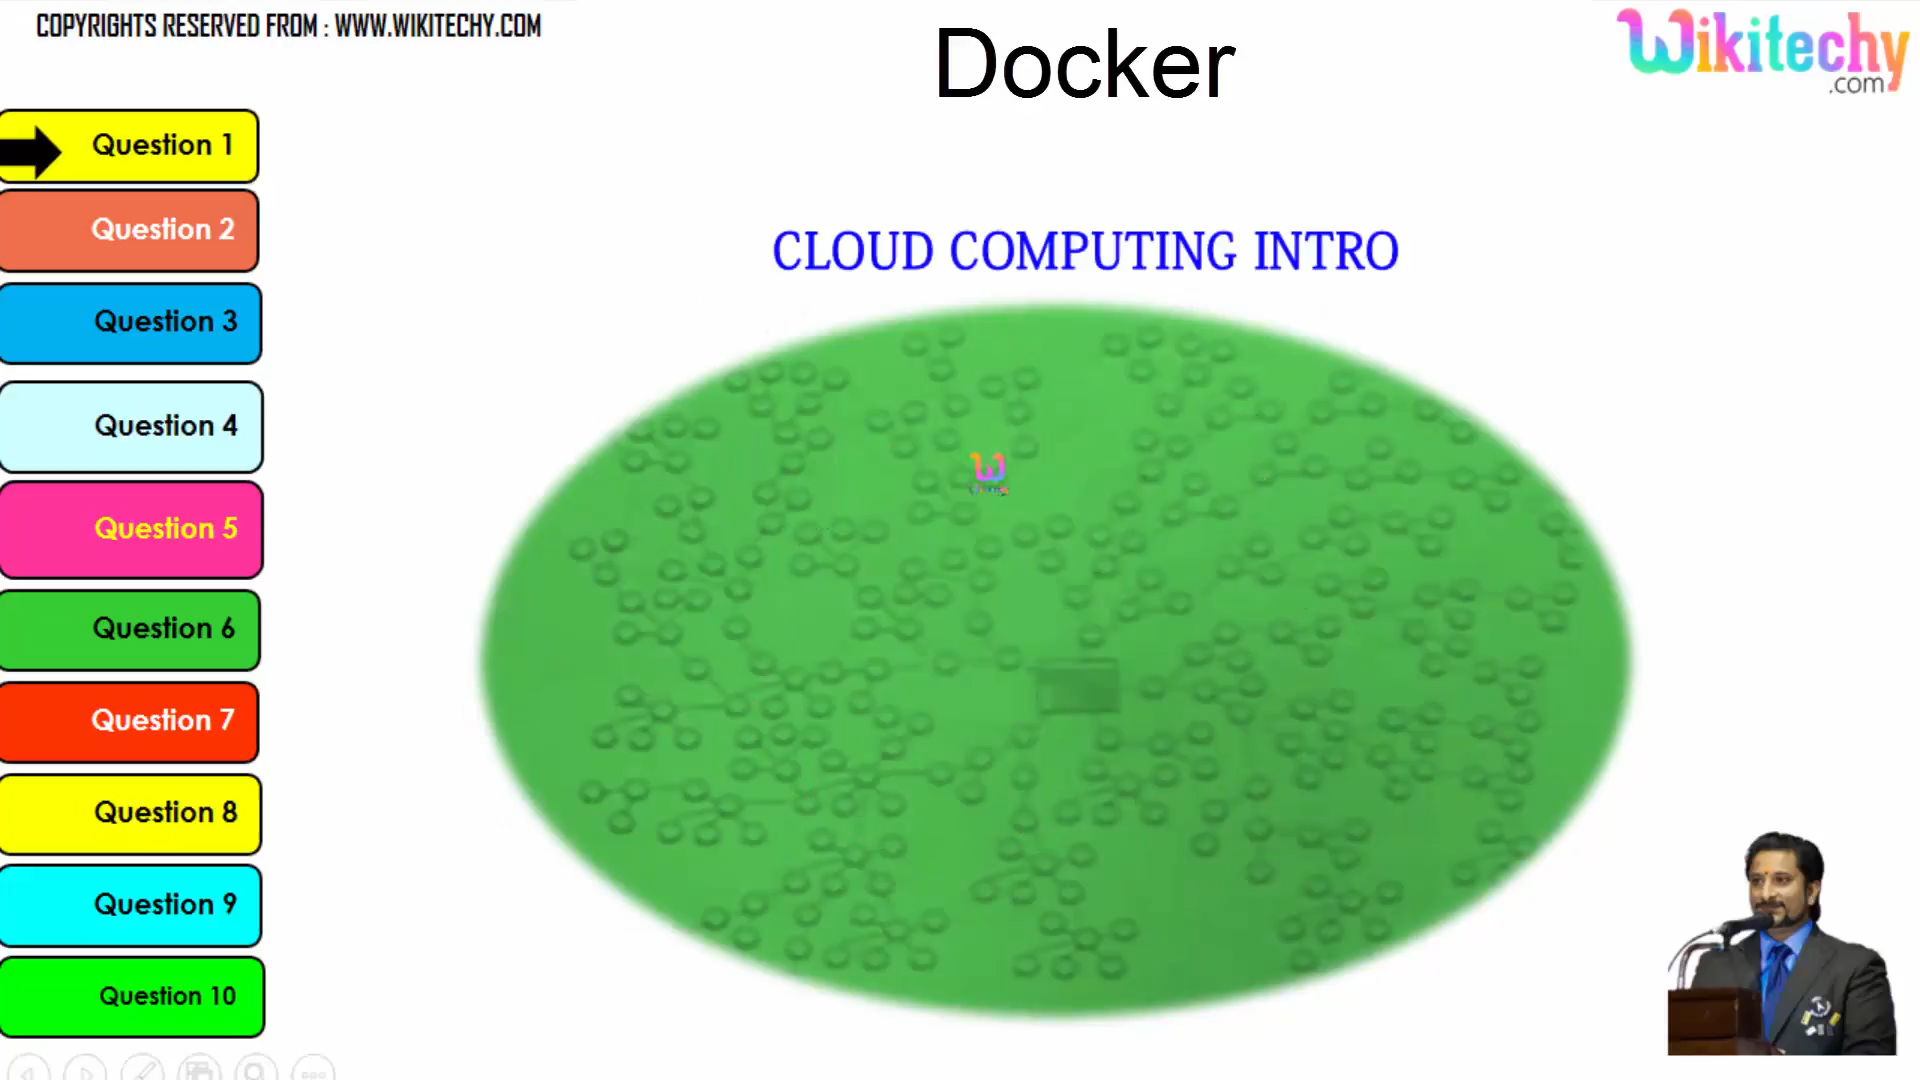 COPYRIGHTS RESERVED FROM : WWW.WIKITECHY.COM
Docker
Wikitechy
.com
Question 1
Question 2
Question 3
Question 4
Question 5
Question 6
Question 7
Question 8
Question 9
Question 10
CLOUD COMPUTING INTRO
W